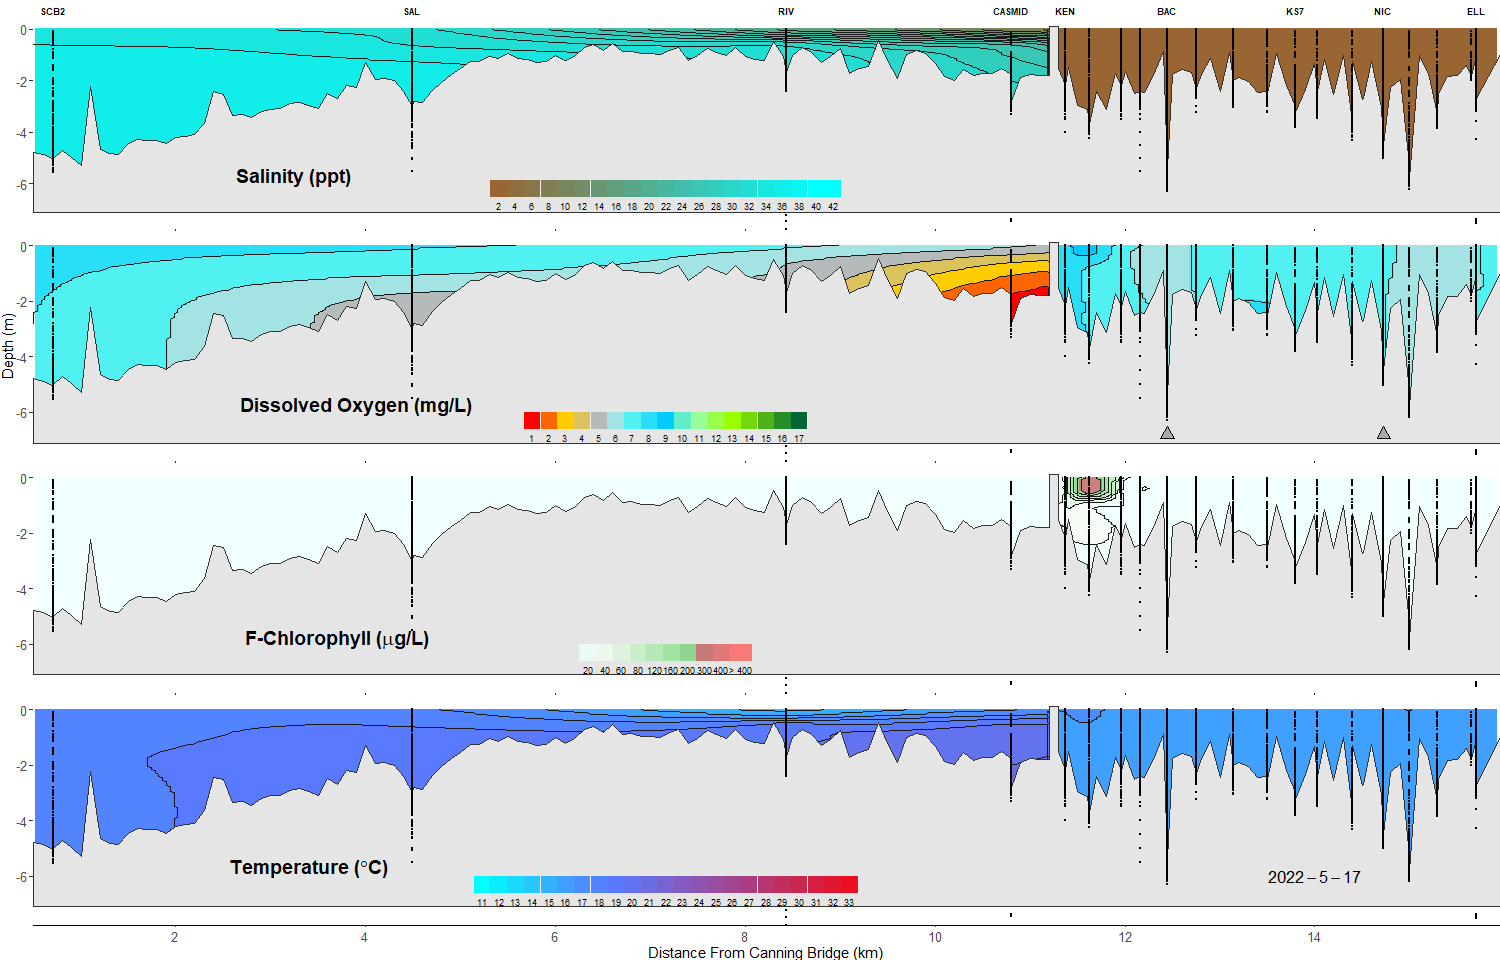 SCB2 SAL RIV CASMID KEN BAC KS7 NIC ELL
0
-2
-4
-6
Salinity (ppt)
2 4 6 8 10 12 14 16 18 20 22 24 26 28 30 32 34 36 38 40 42
0
-2
-4
-6
Dissolved Oxygen (mg/L)
1 2 3 4 5 6 7 8 9 10 11 12 13 14 15 16 17
Depth (m)
0
-2
-4
-6
F-Chlorophyll (μg/L)
20 40 60 80 120 160 200 300 400 > 400
0
-2
-4
-6
Temperature (°C)
11 12 13 14 15 16 17 18 19 20 21 22 23 24 25 26 27 28 29 30 31 32 33
2022 – 5 – 17
2 4 6 8 10 12 14
Distance From Canning Bridge (km)